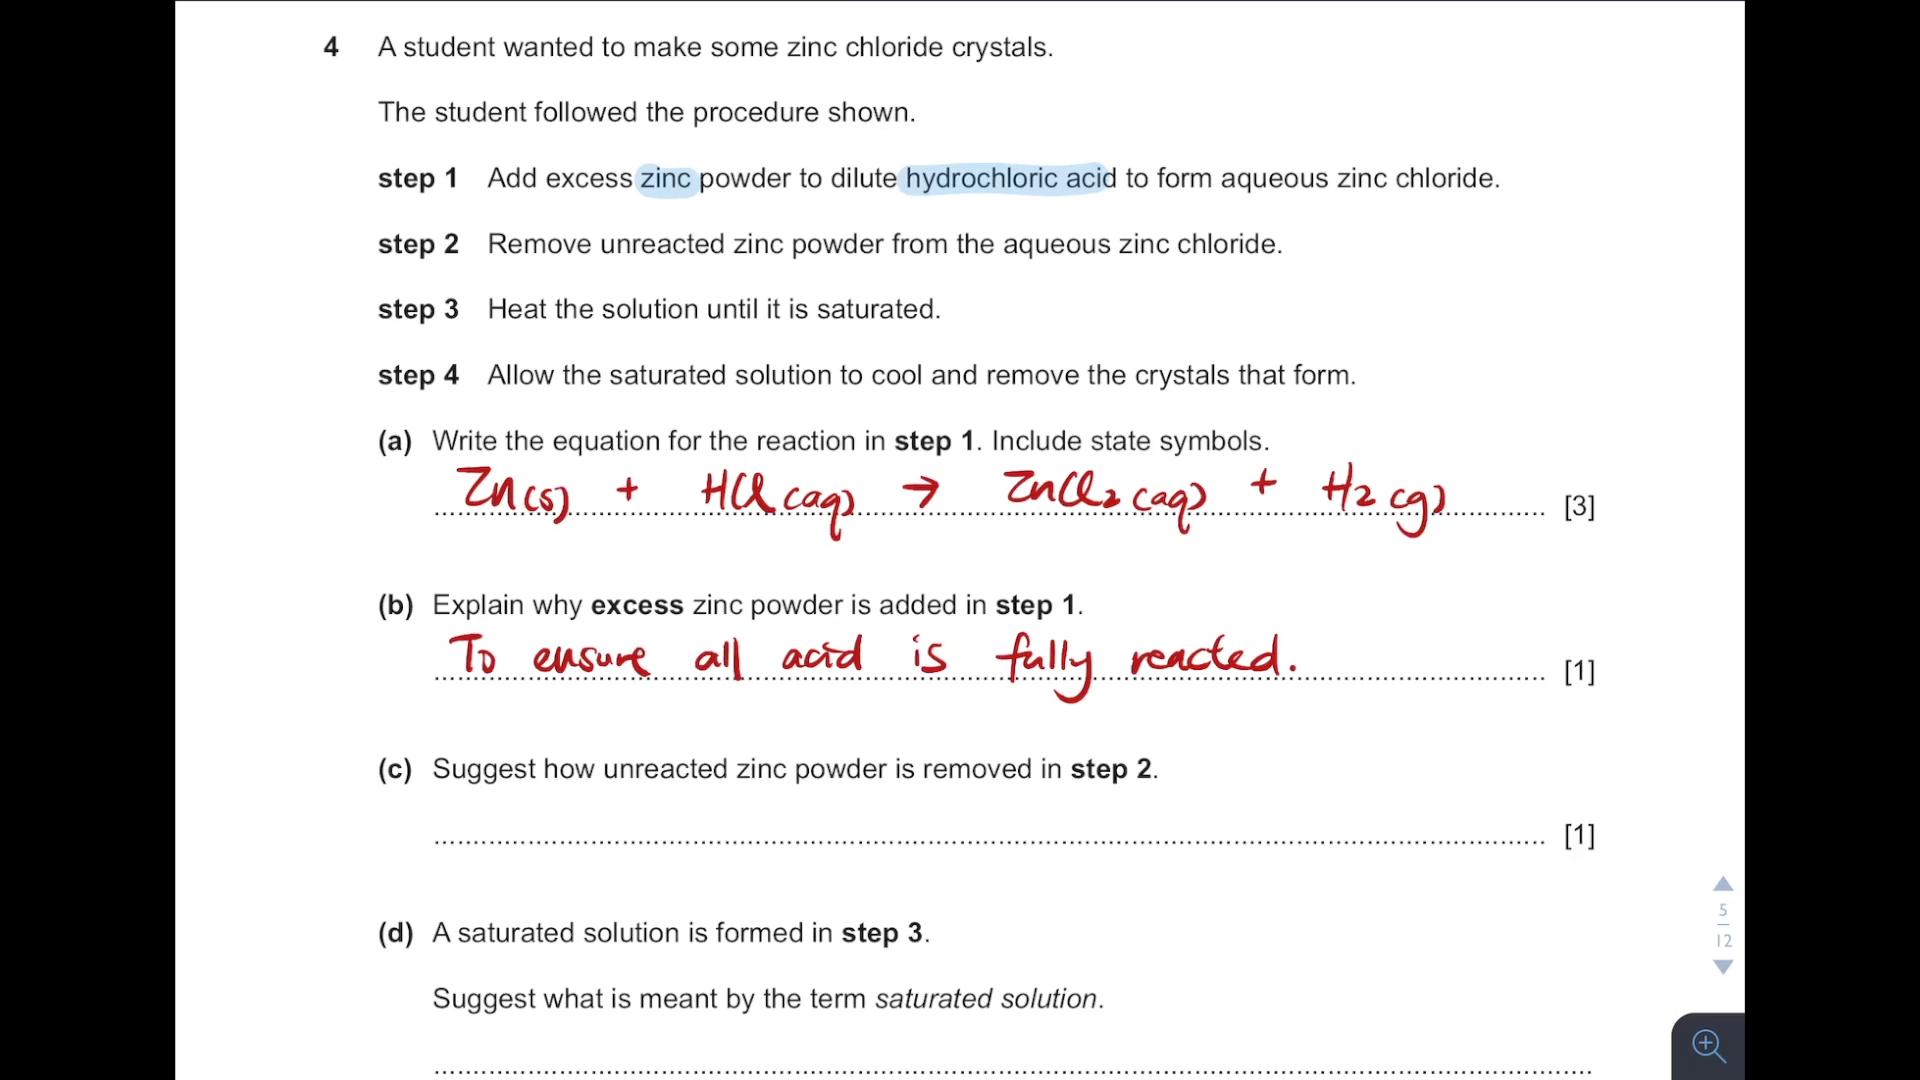 4 A student wanted to make some zinc chloride crystals.
The student followed the procedure shown.
step 1 Add excess zinc powder to dilute hydrochloric acid to form aqueous zinc chloride.
step 2 Remove unreacted zinc powder from the aqueous zinc chloride.
step 3 Heat the solution until it is saturated.
step 4 Allow the saturated solution to cool and remove the crystals that form.
(a) Write the equation for the reaction in step 1. Include state symbols.
Zn(s) + HCl(aq) → ZnCl₂(aq) + H₂(g) [3]
(b) Explain why excess zinc powder is added in step 1.
To ensure all acid is fully reacted. [1]
(c) Suggest how unreacted zinc powder is removed in step 2.
[1]
(d) A saturated solution is formed in step 3.
Suggest what is meant by the term saturated solution.
5
12